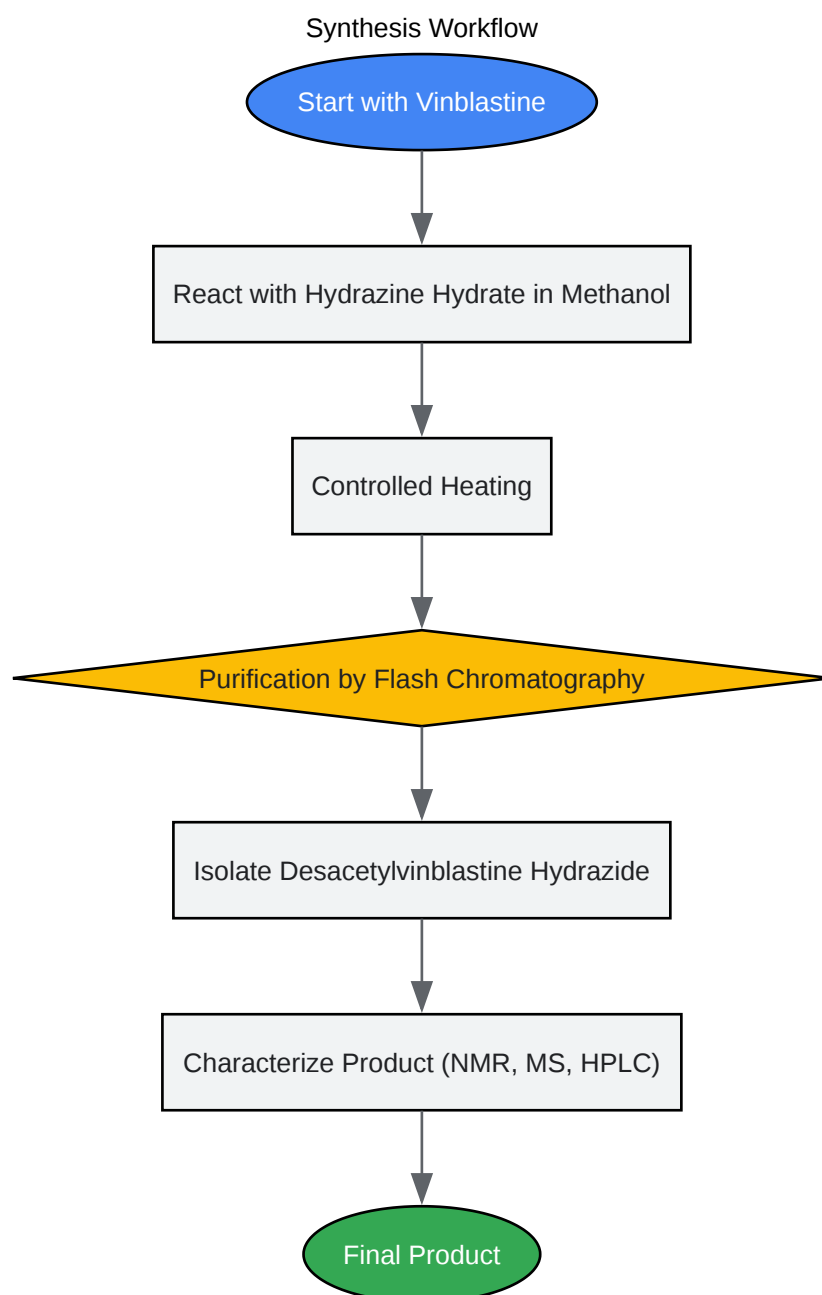 Synthesis Workflow
Start with Vinblastine
React with Hydrazine Hydrate in Methanol
Controlled Heating
Purification by Flash Chromatography
Isolate Desacetylvinblastine Hydrazide
Characterize Product (NMR, MS, HPLC)
Final Product